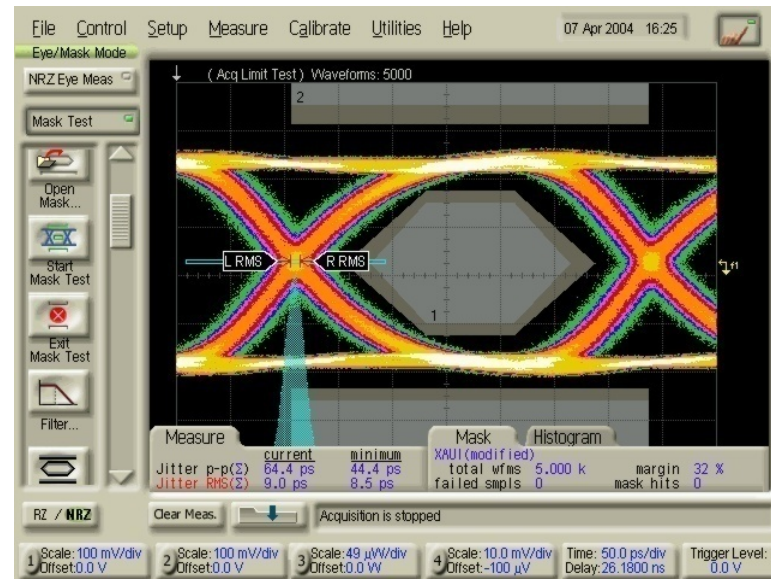 File Control Setup Measure Calibrate Utilities Help 07 Apr 2004 16:25
Eye/Mask Mode
NRZ Eye Meas
Mask Test
Open
Mask...
Start
Mask Test
Exit
Mask Test
Filter...
RZ / NRZ
( Acq Limit Test ) Waveforms: 5000
2
L RMS R RMS
f1
1
Measure
current minimum
Jitter p-p(Σ) 64.4 ps 44.4 ps
Jitter RMS(Σ) 9.0 ps 8.5 ps
Mask Histogram
XAUI(modified)
total wfms 5.000 k margin 32 %
failed smpls 0 mask hits 0
Clear Meas. Acquisition is stopped
1 Scale: 100 mV/div
Offset:0.0 V
2 Scale: 100 mV/div
Offset:0.0 V
3 Scale:49 µW/div
Offset:0.0 W
4 Scale: 10.0 mV/div
Offset:-100 µV
Time: 50.0 ps/div
Delay:26.1800 ns
Trigger Level:
0.0 V